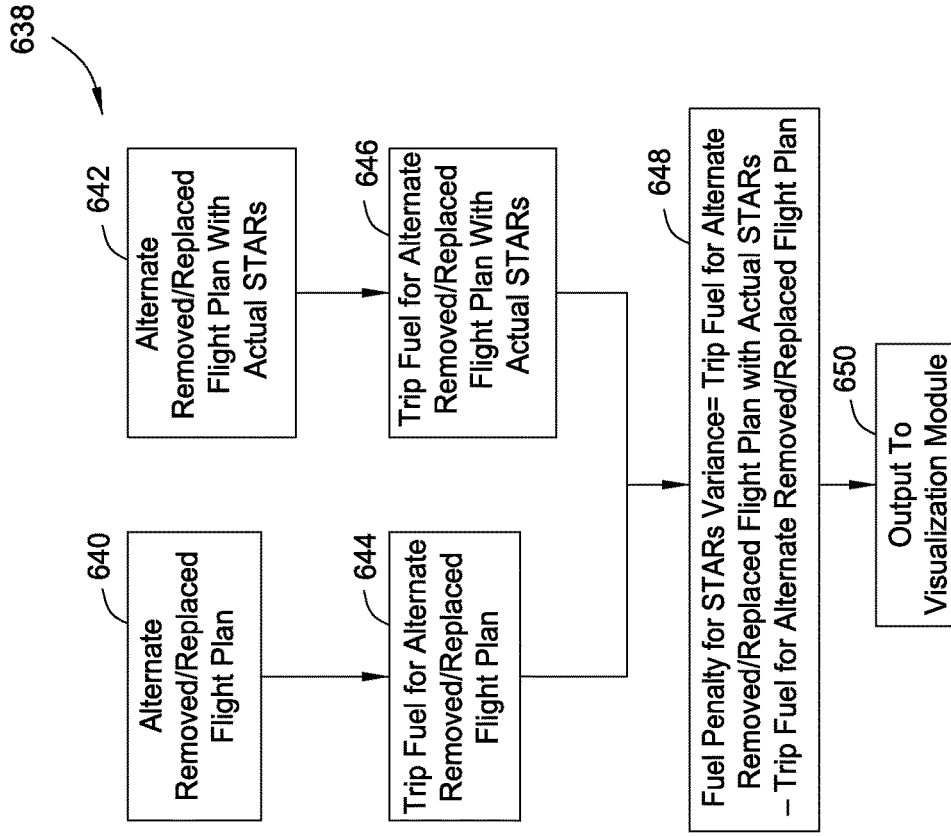 638
640
Alternate
Removed/Replaced
Flight Plan
642
Alternate
Removed/Replaced
Flight Plan With
Actual STARs
644
Trip Fuel for Alternate
Removed/Replaced
Flight Plan
646
Trip Fuel for Alternate
Removed/Replaced
Flight Plan With
Actual STARs
648
Fuel Penalty for STARs Variance= Trip Fuel for Alternate
Removed/Replaced Flight Plan with Actual STARs
– Trip Fuel for Alternate Removed/Replaced Flight Plan
650
Output To
Visualization Module